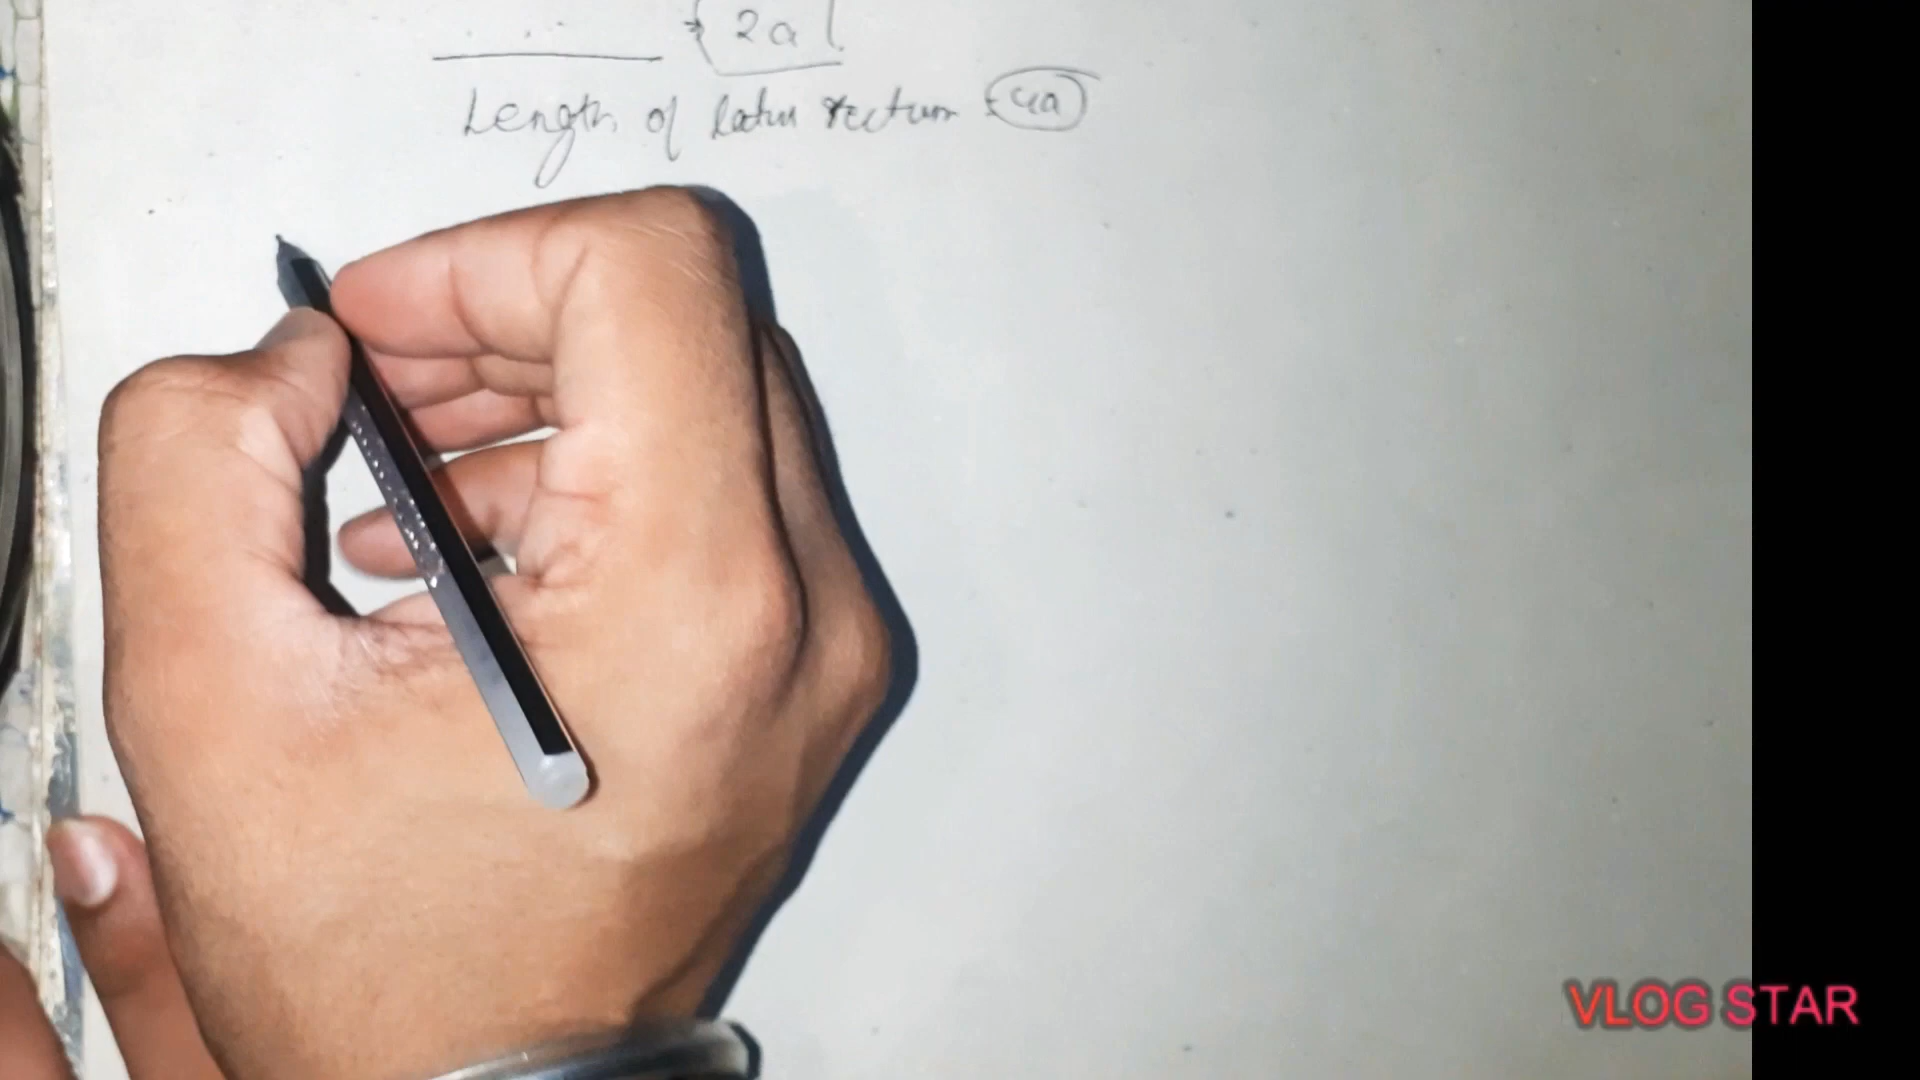 2a
Length of latus rectum = 4a
VLOG STAR